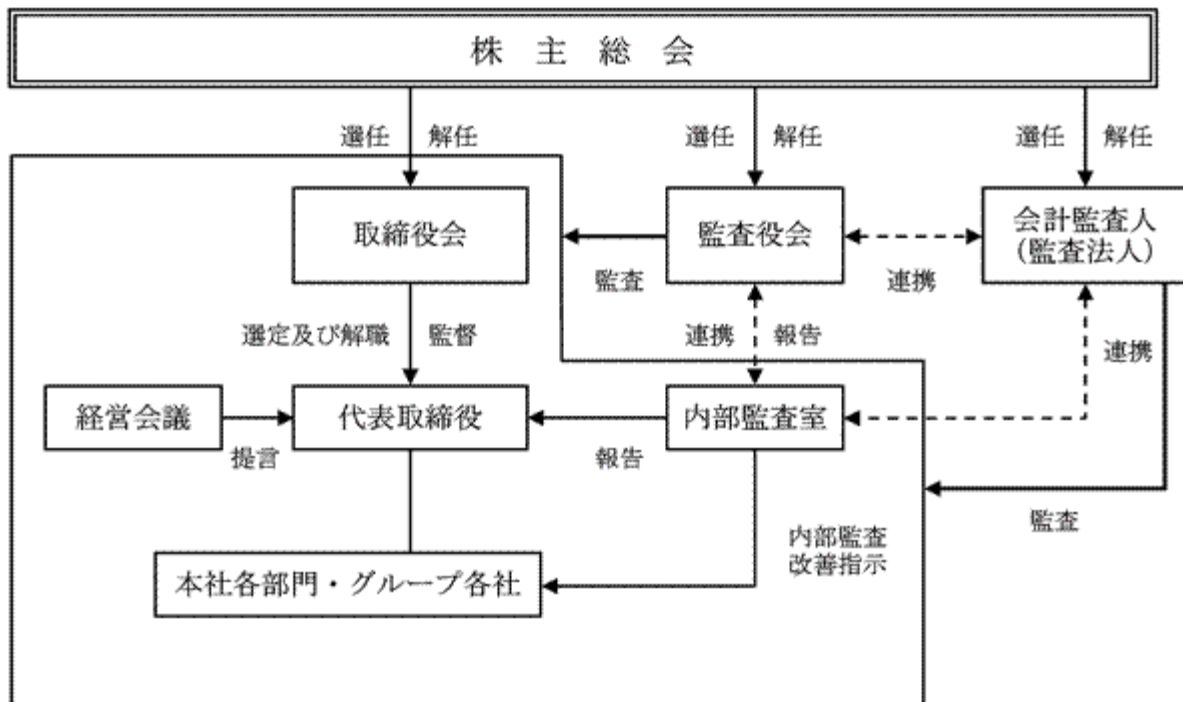 株主総会
選任 解任 選任 解任 選任 解任
取締役会
監査役会
会計監査人
（監査法人）
監査
連携
選定及び解職 監督
連携 報告
連携
経営会議
代表取締役
内部監査室
提言
報告
監査
内部監査
改善指示
本社各部門・グループ各社